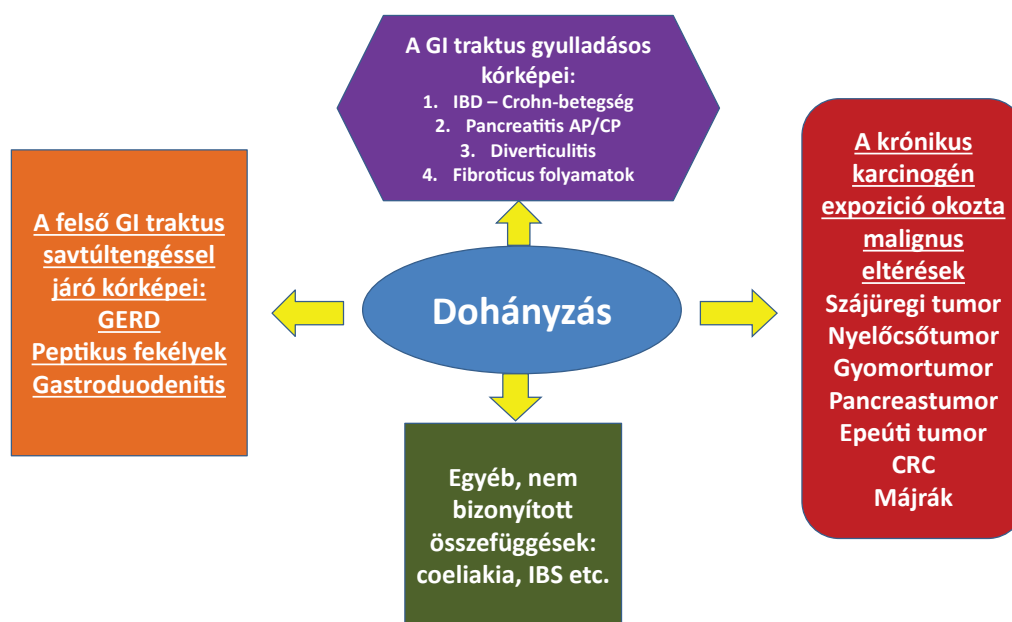 A GI traktus gyulladásos
kórképei:
1. IBD – Crohn-betegség
2. Pancreatitis AP/CP
3. Diverticulitis
4. Fibroticus folyamatok
A felső GI traktus
savtúltengéssel
járó kórképei:
GERD
Peptikus fekélyek
Gastroduodenitis
Dohányzás
A krónikus
karcinogén
expozició okozta
malignus
eltérések
Szájüregi tumor
Nyelőcsőtumor
Gyomortumor
Pancreastumor
Epeúti tumor
CRC
Májrák
Egyéb, nem
bizonyított
összefüggések:
coeliakia, IBS etc.